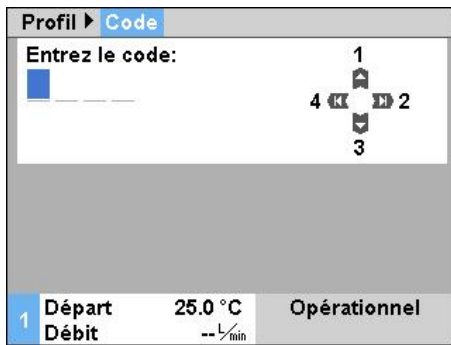 Profil ▶ Code
Entrez le code:
1
4 2
3
1
Départ 25.0 °C Opérationnel
Débit -- L/min